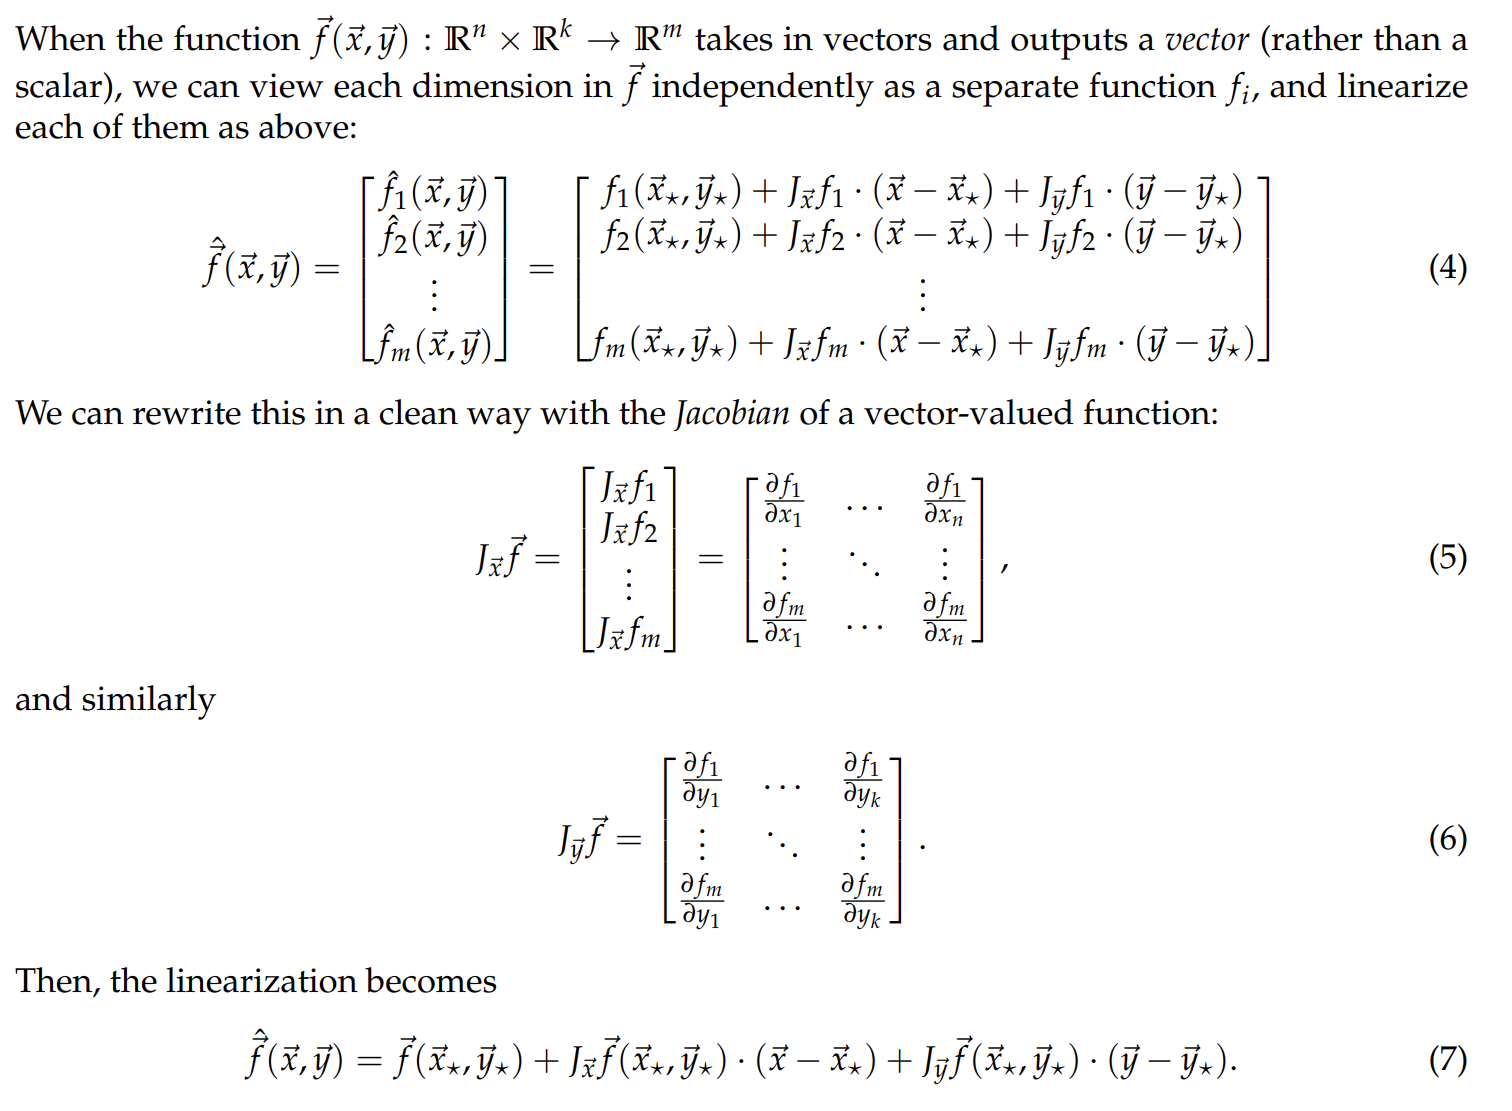 When the function $\vec{f}(\vec{x}, \vec{y}) : \mathbb{R}^n \times \mathbb{R}^k \to \mathbb{R}^m$ takes in vectors and outputs a vector (rather than a
scalar), we can view each dimension in $\vec{f}$ independently as a separate function $f_i$, and linearize
each of them as above:
$$\hat{\vec{f}}(\vec{x}, \vec{y}) = \begin{bmatrix} \hat{f}_1(\vec{x}, \vec{y}) \\ \hat{f}_2(\vec{x}, \vec{y}) \\ \vdots \\ \hat{f}_m(\vec{x}, \vec{y}) \end{bmatrix} = \begin{bmatrix} f_1(\vec{x}_\star, \vec{y}_\star) + J_{\vec{x}} f_1 \cdot (\vec{x} - \vec{x}_\star) + J_{\vec{y}} f_1 \cdot (\vec{y} - \vec{y}_\star) \\ f_2(\vec{x}_\star, \vec{y}_\star) + J_{\vec{x}} f_2 \cdot (\vec{x} - \vec{x}_\star) + J_{\vec{y}} f_2 \cdot (\vec{y} - \vec{y}_\star) \\ \vdots \\ f_m(\vec{x}_\star, \vec{y}_\star) + J_{\vec{x}} f_m \cdot (\vec{x} - \vec{x}_\star) + J_{\vec{y}} f_m \cdot (\vec{y} - \vec{y}_\star) \end{bmatrix} \quad (4)$$
We can rewrite this in a clean way with the Jacobian of a vector-valued function:
$$J_{\vec{x}} \vec{f} = \begin{bmatrix} J_{\vec{x}} f_1 \\ J_{\vec{x}} f_2 \\ \vdots \\ J_{\vec{x}} f_m \end{bmatrix} = \begin{bmatrix} \frac{\partial f_1}{\partial x_1} & \cdots & \frac{\partial f_1}{\partial x_n} \\ \vdots & \ddots & \vdots \\ \frac{\partial f_m}{\partial x_1} & \cdots & \frac{\partial f_m}{\partial x_n} \end{bmatrix}, \quad (5)$$
and similarly
$$J_{\vec{y}} \vec{f} = \begin{bmatrix} \frac{\partial f_1}{\partial y_1} & \cdots & \frac{\partial f_1}{\partial y_k} \\ \vdots & \ddots & \vdots \\ \frac{\partial f_m}{\partial y_1} & \cdots & \frac{\partial f_m}{\partial y_k} \end{bmatrix}. \quad (6)$$
Then, the linearization becomes
$$\hat{\vec{f}}(\vec{x}, \vec{y}) = \vec{f}(\vec{x}_\star, \vec{y}_\star) + J_{\vec{x}} \vec{f}(\vec{x}_\star, \vec{y}_\star) \cdot (\vec{x} - \vec{x}_\star) + J_{\vec{y}} \vec{f}(\vec{x}_\star, \vec{y}_\star) \cdot (\vec{y} - \vec{y}_\star). \quad (7)$$